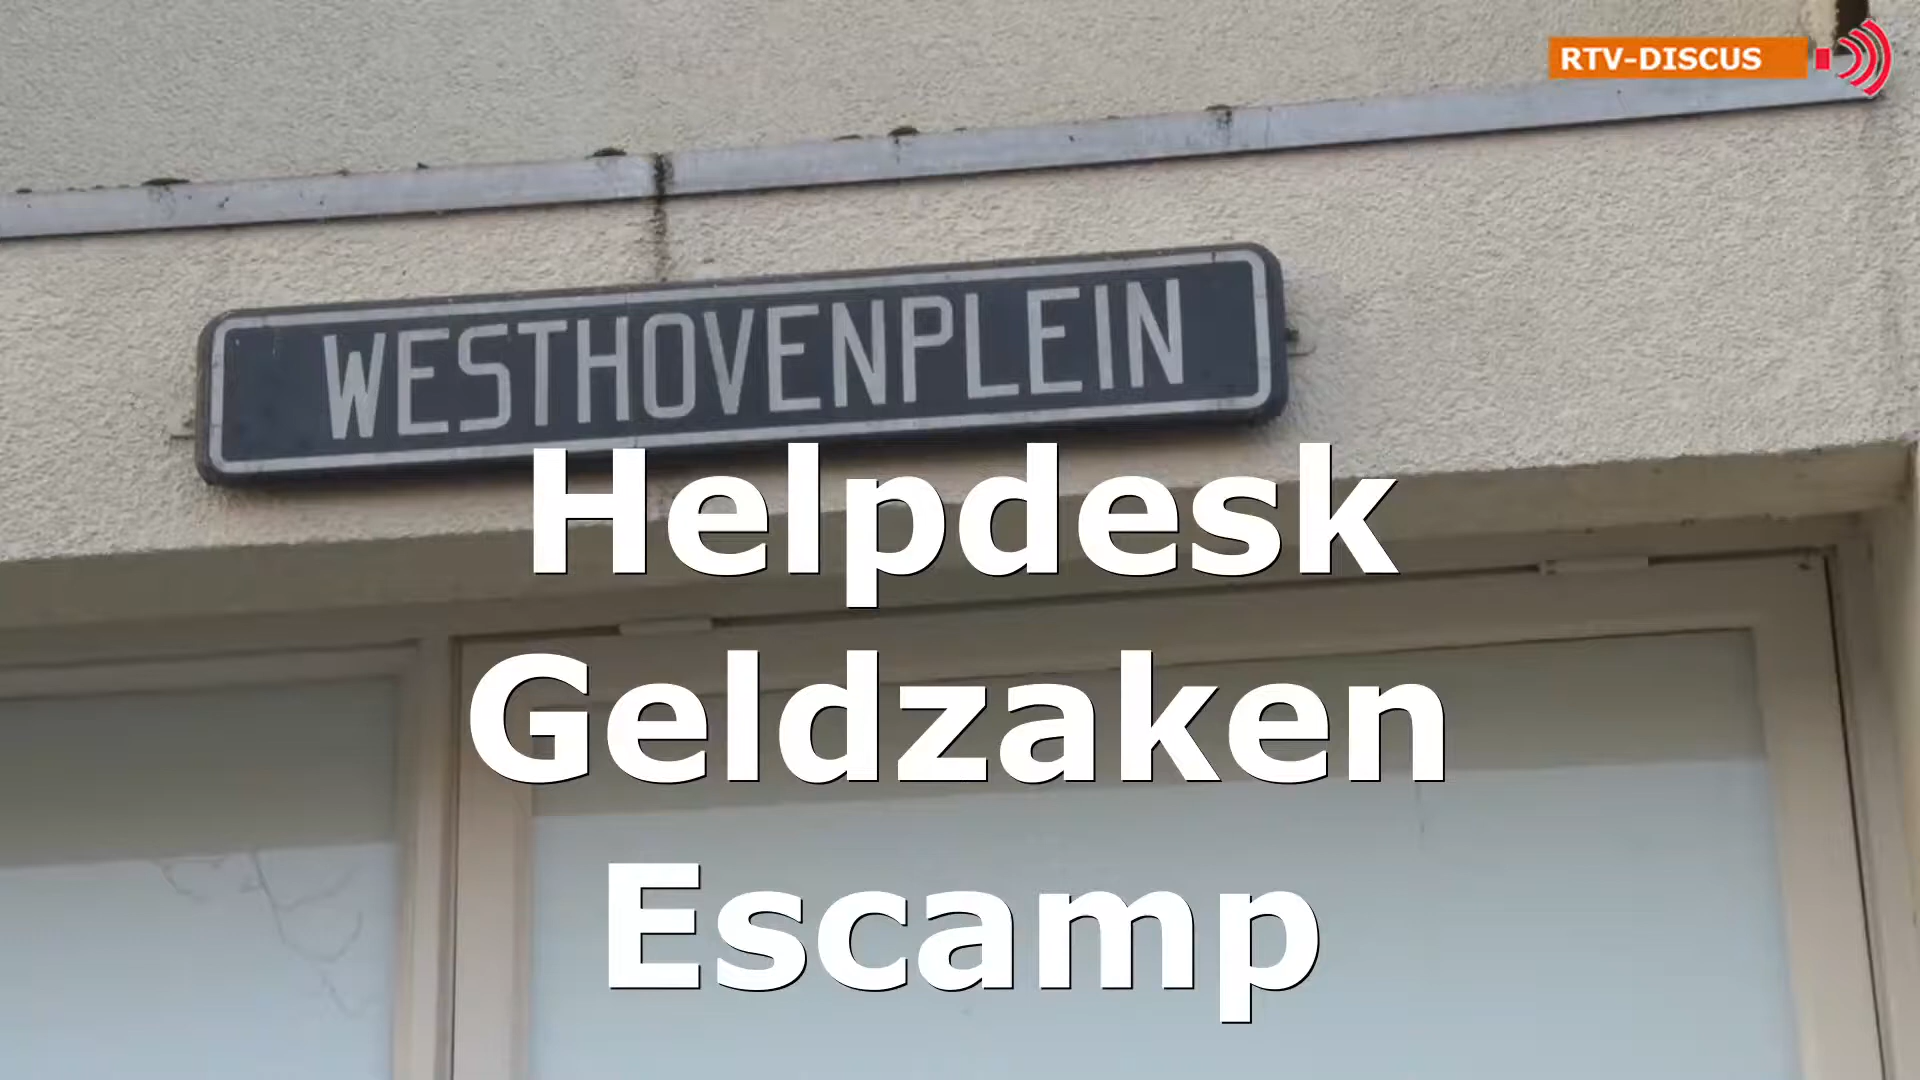 RTV-DISCUS
WESTHOVENPLEIN
Helpdesk
Geldzaken
Escamp